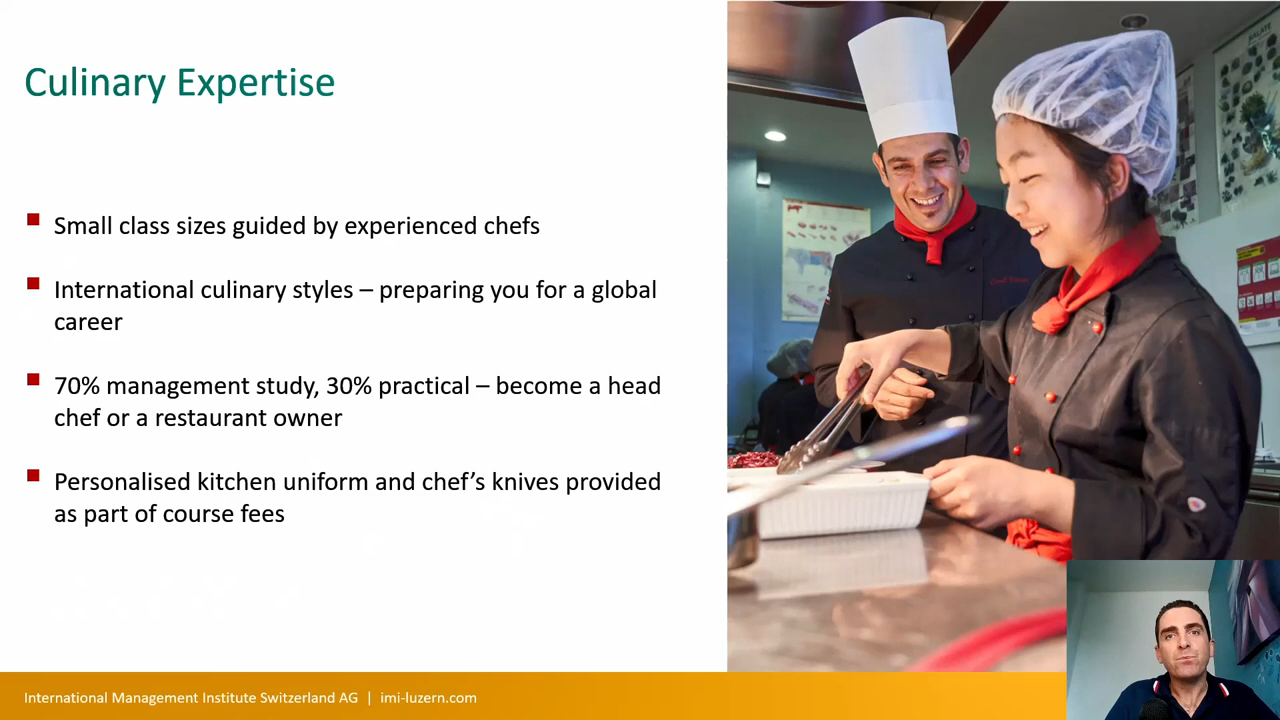 Culinary Expertise
Small class sizes guided by experienced chefs
International culinary styles – preparing you for a global
career
70% management study, 30% practical – become a head
chef or a restaurant owner
Personalised kitchen uniform and chef’s knives provided
as part of course fees
International Management Institute Switzerland AG | imi-luzern.com